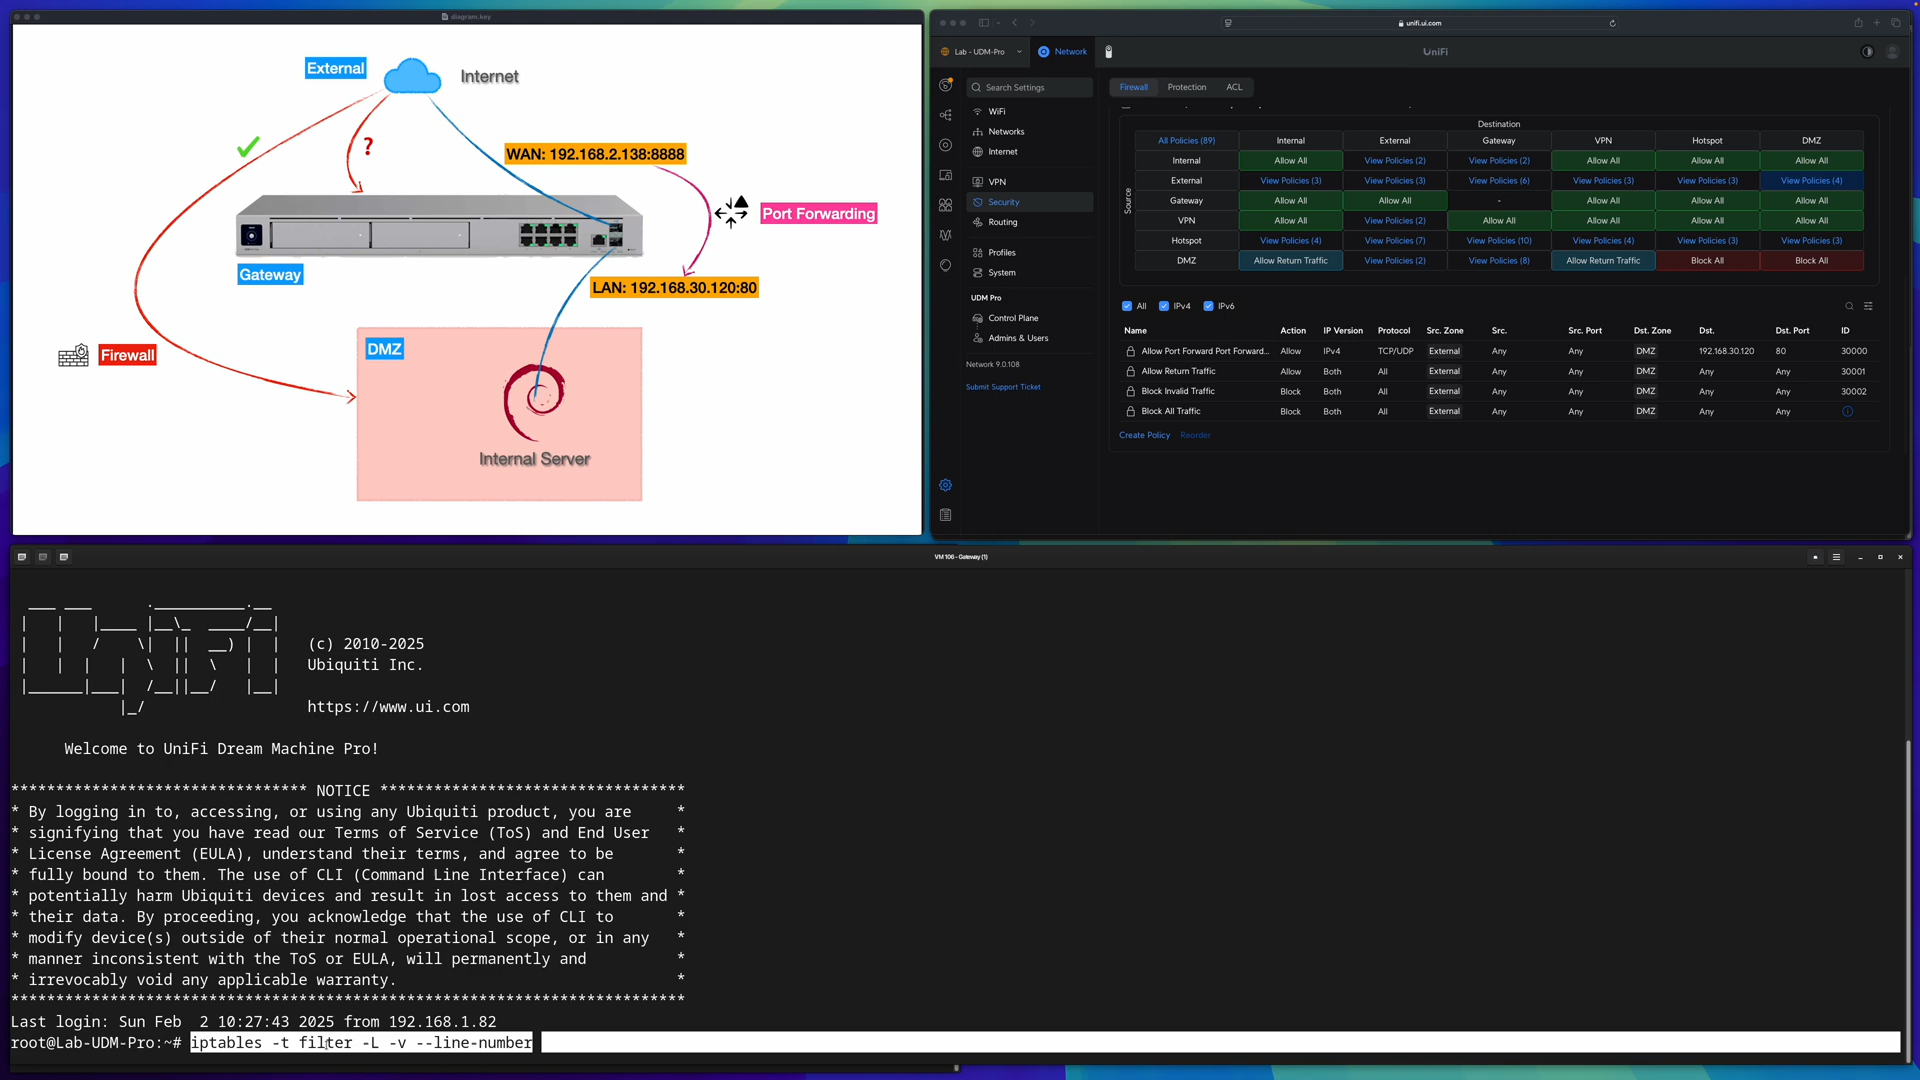 diagram.key
External
Internet
?
WAN: 192.168.2.138:8888
Port Forwarding
Gateway
LAN: 192.168.30.120:80
Firewall
DMZ
Internal Server
unifi.ui.com
Lab - UDM-Pro
Network
UniFi
Search Settings
WiFi
Networks
Internet
VPN
Security
Routing
Profiles
System
UDM Pro
Control Plane
Admins & Users
Network 9.0.108
Submit Support Ticket
Firewall Protection ACL
Destination
Source
All Policies (89) Internal External Gateway VPN Hotspot DMZ
Internal Allow All View Policies (2) View Policies (2) Allow All Allow All Allow All
External View Policies (3) View Policies (3) View Policies (6) View Policies (3) View Policies (3) View Policies (4)
Gateway Allow All Allow All - Allow All Allow All Allow All
VPN Allow All View Policies (2) Allow All Allow All Allow All Allow All
Hotspot View Policies (4) View Policies (7) View Policies (10) View Policies (4) View Policies (3) View Policies (3)
DMZ Allow Return Traffic View Policies (2) View Policies (8) Allow Return Traffic Block All Block All
All IPv4 IPv6
Name Action IP Version Protocol Src. Zone Src. Src. Port Dst. Zone Dst. Dst. Port ID
Allow Port Forward Port Forward... Allow IPv4 TCP/UDP External Any Any DMZ 192.168.30.120 80 30000
Allow Return Traffic Allow Both All External Any Any DMZ Any Any 30001
Block Invalid Traffic Block Both All External Any Any DMZ Any Any 30002
Block All Traffic Block Both All External Any Any DMZ Any Any
Create Policy Reorder
VM 106 - Gateway (1)
(c) 2010-2025
Ubiquiti Inc.
https://www.ui.com
Welcome to UniFi Dream Machine Pro!
********************************* NOTICE **********************************
* By logging in to, accessing, or using any Ubiquiti product, you are *
* signifying that you have read our Terms of Service (ToS) and End User *
* License Agreement (EULA), understand their terms, and agree to be *
* fully bound to them. The use of CLI (Command Line Interface) can *
* potentially harm Ubiquiti devices and result in lost access to them and *
* their data. By proceeding, you acknowledge that the use of CLI to *
* modify device(s) outside of their normal operational scope, or in any *
* manner inconsistent with the ToS or EULA, will permanently and *
* irrevocably void any applicable warranty. *
***************************************************************************
Last login: Sun Feb  2 10:27:43 2025 from 192.168.1.82
root@Lab-UDM-Pro:~# iptables -t filter -L -v --line-number